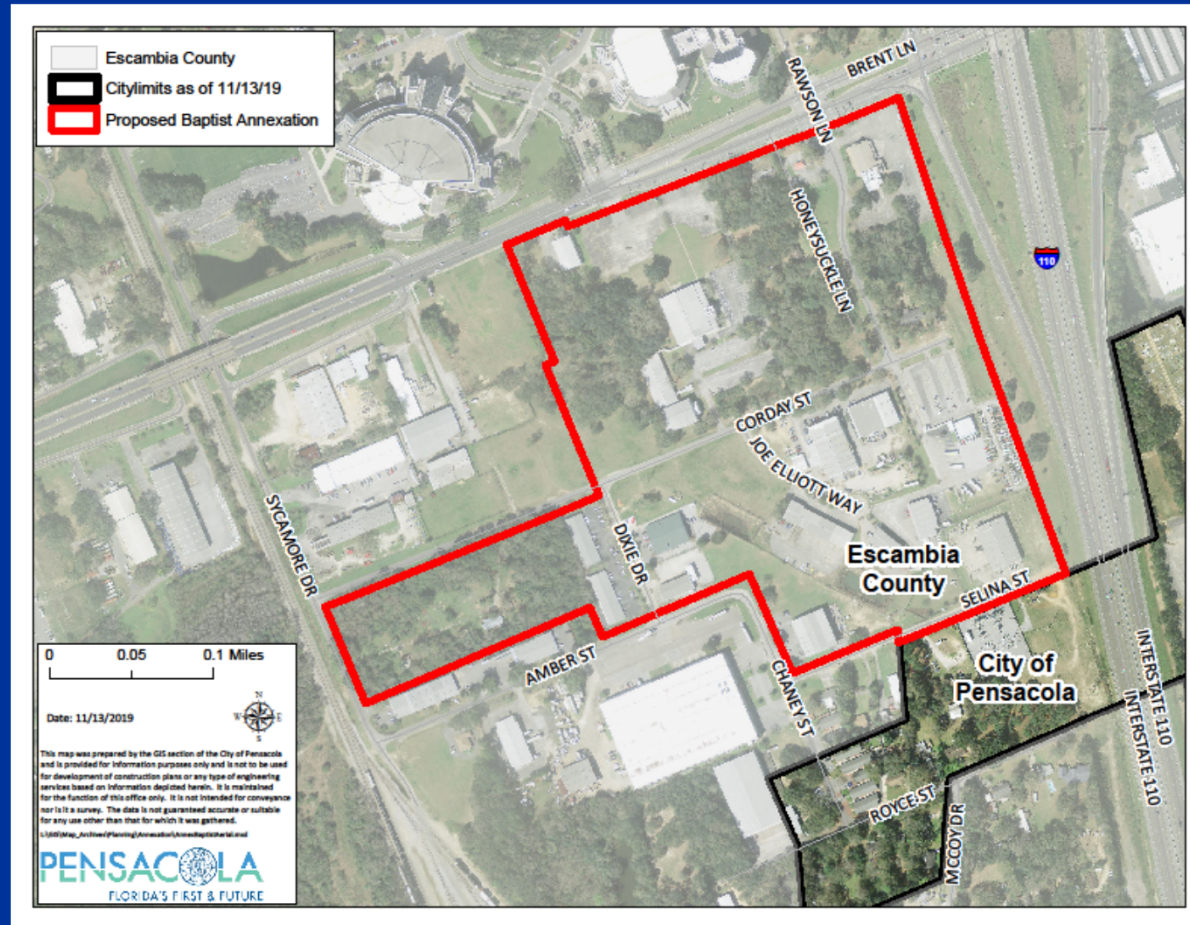 Escambia County
Citylimits as of 11/13/19
Proposed Baptist Annexation
BRENT LN
RAWSON LN
HONEYSUCKLE LN
110
CORDAY ST
JOE ELLIOTT WAY
SYCAMORE DR
DIXIE DR
Escambia
County
SELINA ST
AMBER ST
CHANEY ST
City of
Pensacola
INTERSTATE 110
INTERSTATE 110
ROYCE ST
MCCOY DR
0 0.05 0.1 Miles
N
W E
S
Date: 11/13/2019
This map was prepared by the GIS section of the City of Pensacola
and is provided for information purposes only and is not to be used
for development of construction plans or any type of engineering
services based on information depicted herein. It is maintained
for the function of this office only. It is not intended for conveyance
nor is it a survey. The data is not guaranteed accurate or suitable
for any use other than that for which it was gathered.
PENSACOLA
FLORIDA'S FIRST & FUTURE